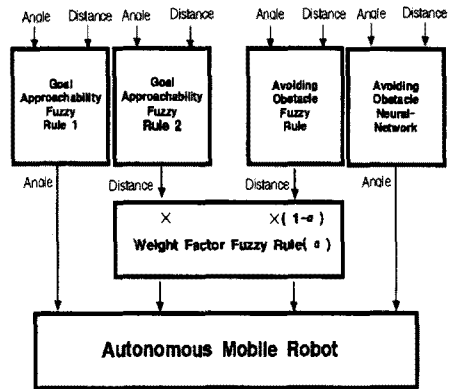 Angle Distance Angle Distance Angle Distance Angle Distance
Goal
Approachability
Fuzzy
Rule 1
Goal
Approachability
Fuzzy
Rule 2
Avoiding
Obstacle
Fuzzy
Rule
Avoiding
Obstacle
Neural-
Network
Angle Distance Distance Angle
× ×(1-a)
Weight Factor Fuzzy Rule(a)
Autonomous Mobile Robot